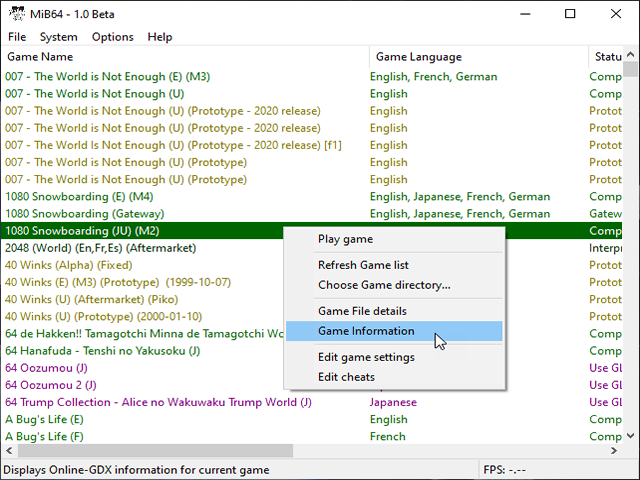 MiB64 - 1.0 Beta
File System Options Help
Game Name Game Language Statu
007 - The World is Not Enough (E) (M3) English, French, German Comp
007 - The World is Not Enough (U) English Comp
007 - The World Is Not Enough (U) (Prototype - 2020 release) English Protot
007 - The World Is Not Enough (U) (Prototype - 2020 release) English Protot
007 - The World Is Not Enough (U) (Prototype - 2020 release) [f1] English Protot
007 - The World is Not Enough (U) (Prototype) English Protot
007 - The World is Not Enough (U) (Prototype) English Protot
1080 Snowboarding (E) (M4) English, Japanese, French, German Comp
1080 Snowboarding (Gateway) English, Japanese, French, German Gatew
1080 Snowboarding (JU) (M2) Comp
2048 (World) (En,Fr,Es) (Aftermarket) Interp
40 Winks (Alpha) (Fixed) Protot
40 Winks (E) (M3) (Prototype) (1999-10-07) Protot
40 Winks (U) (Aftermarket) (Piko) Protot
40 Winks (U) (Prototype) (2000-01-10) Protot
64 de Hakken!! Tamagotchi Minna de Tamagotchi Wo Comp
64 Hanafuda - Tenshi no Yakusoku (J) Comp
64 Oozumou (J) Use GL
64 Oozumou 2 (J) Use GL
64 Trump Collection - Alice no Wakuwaku Trump World (J) Japanese Use GL
A Bug's Life (E) English Comp
A Bug's Life (F) French Comp
Play game
Refresh Game list
Choose Game directory...
Game File details
Game Information
Edit game settings
Edit cheats
Displays Online-GDX information for current game FPS: -.--